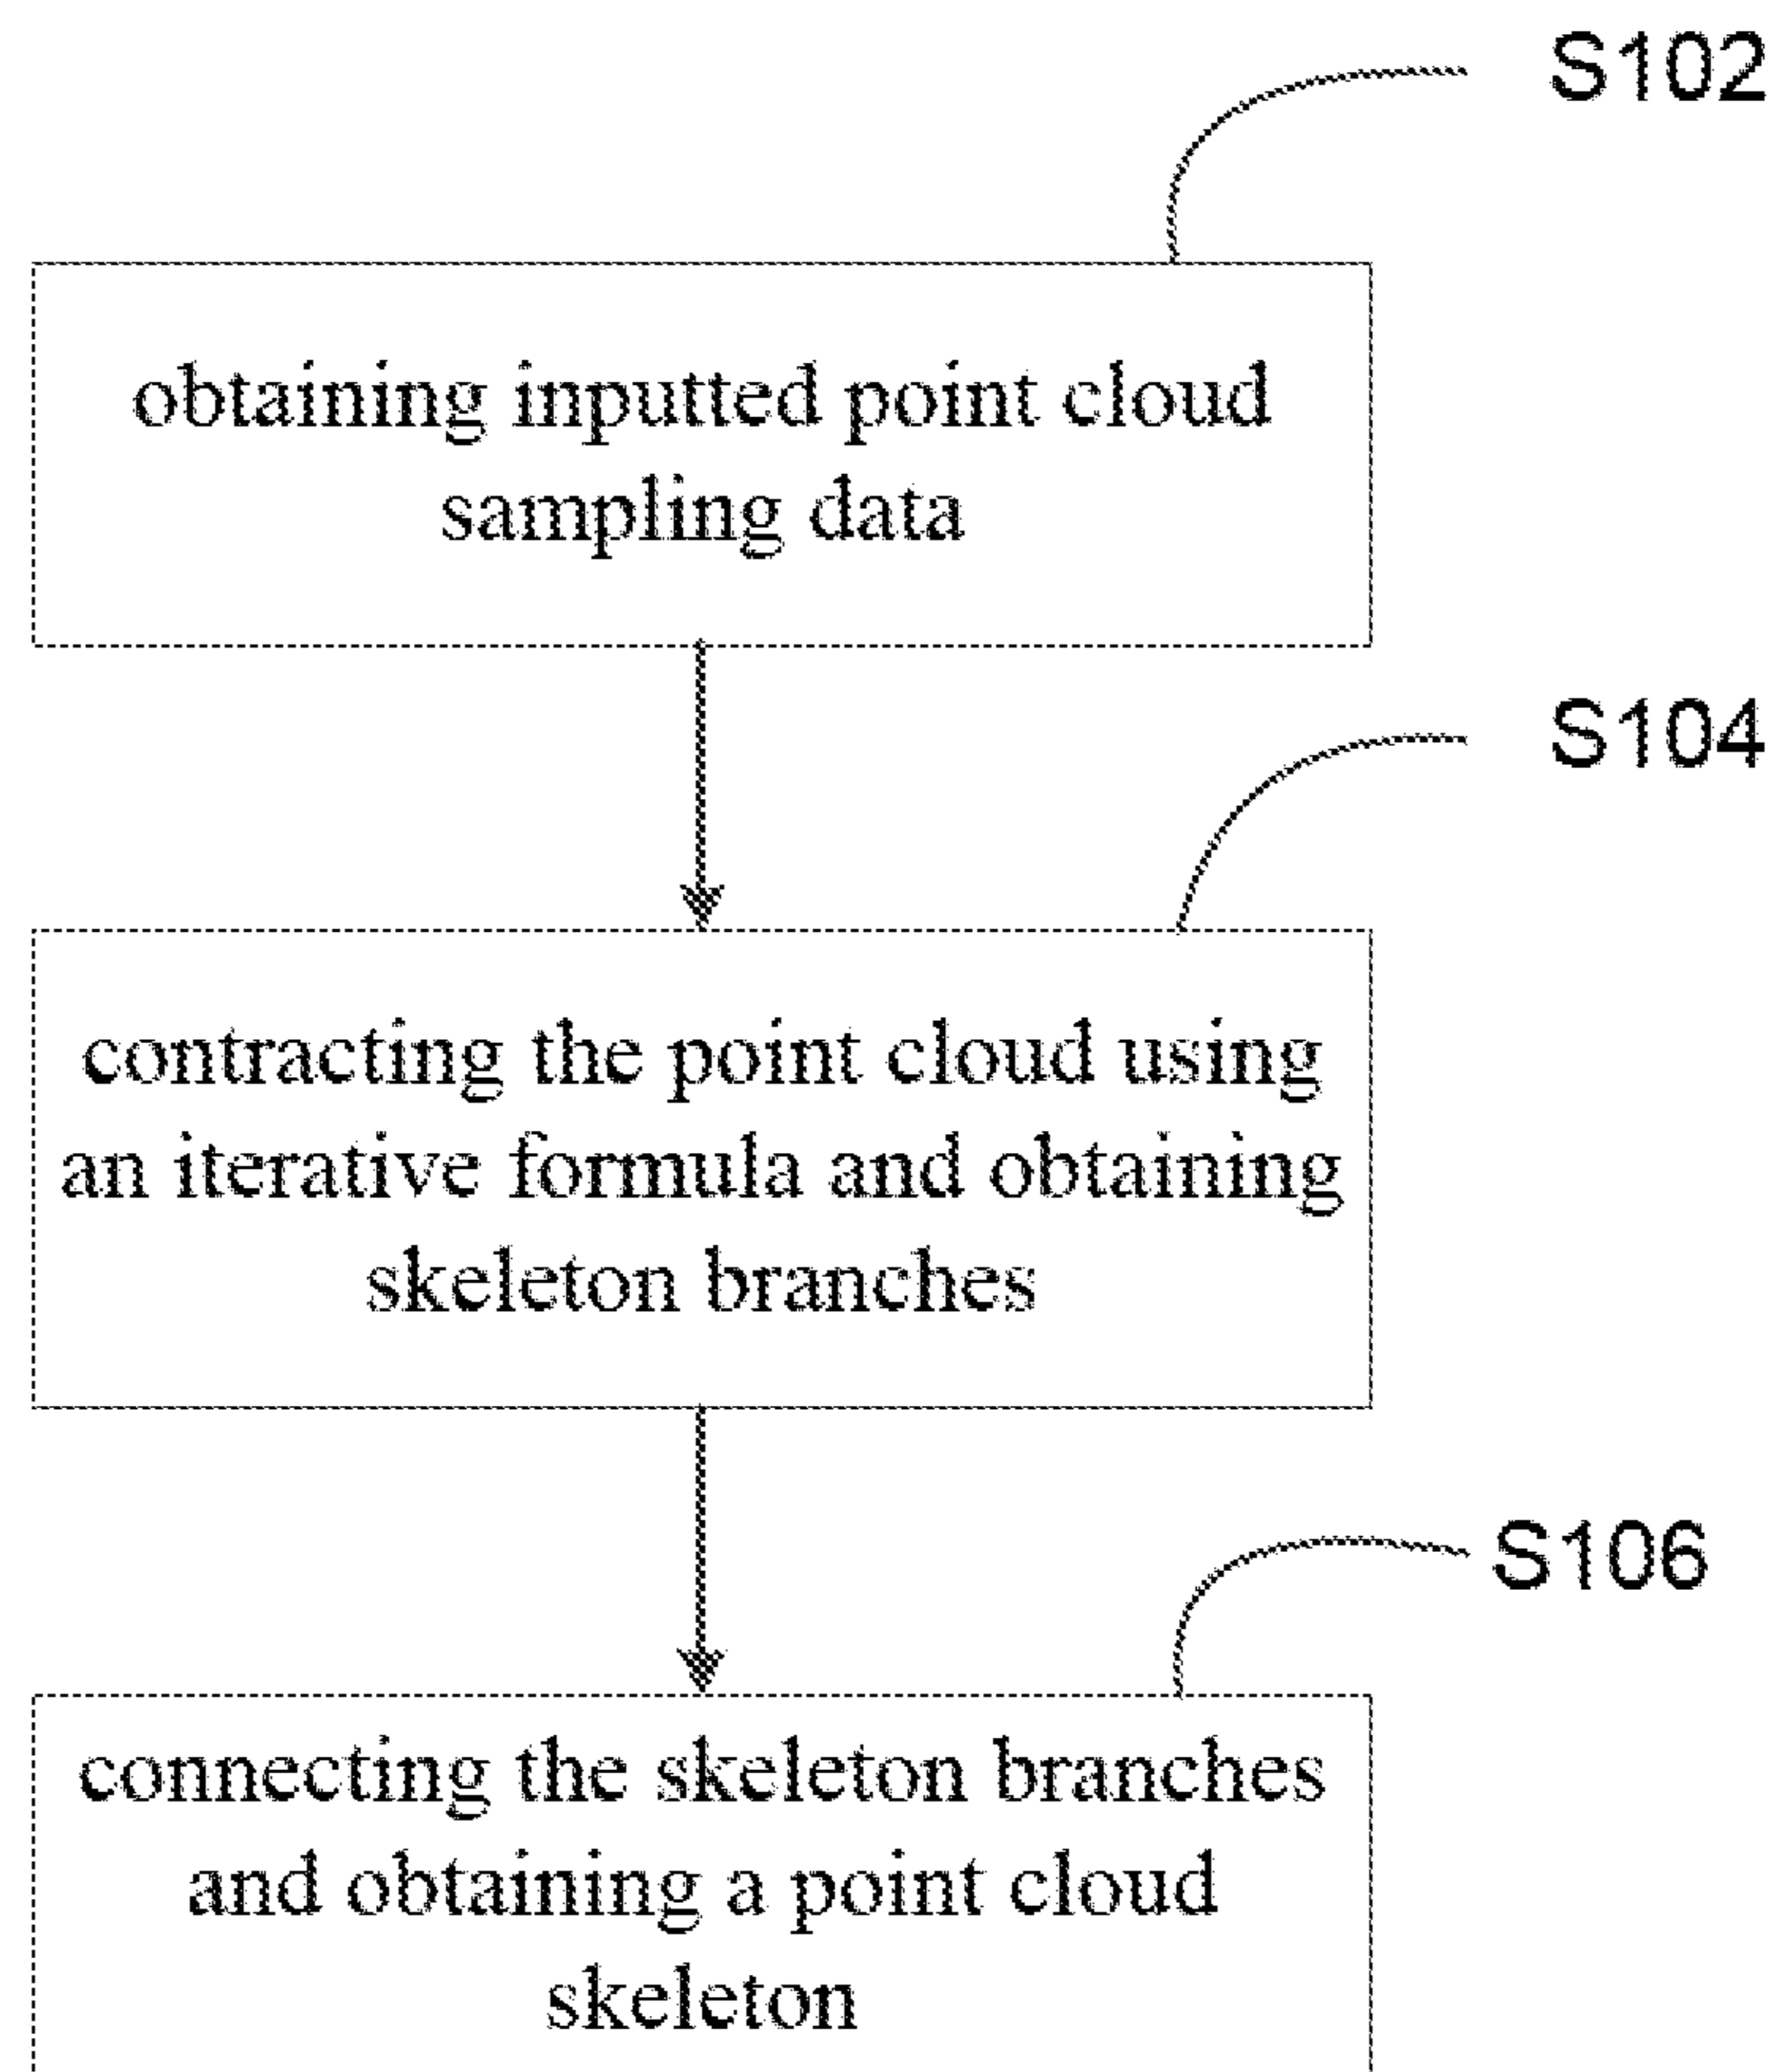 S102
obtaining inputted point cloud
sampling data
S104
contracting the point cloud using
an iterative formula and obtaining
skeleton branches
S106
connecting the skeleton branches
and obtaining a point cloud
skeleton